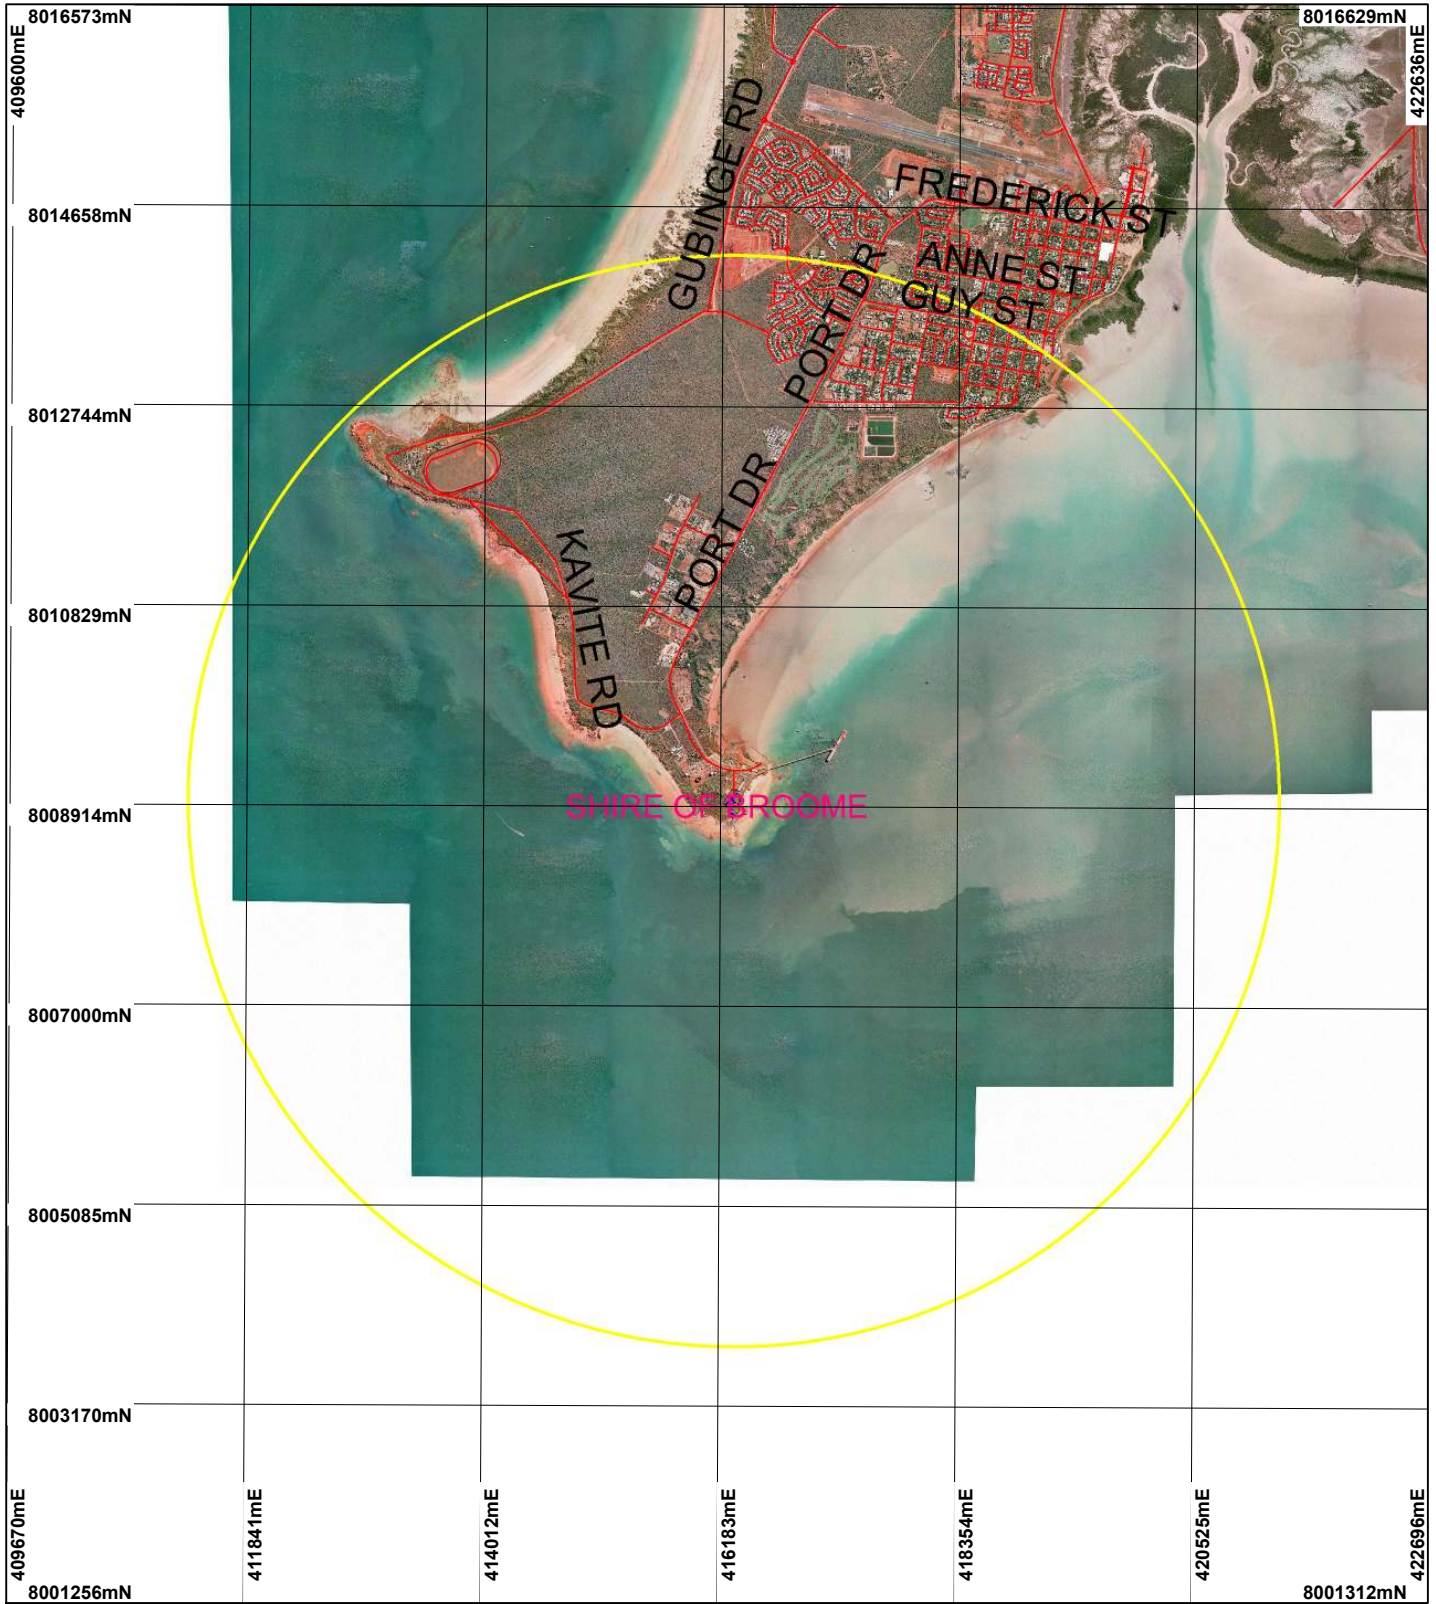 8016573mN
8016629mN
409600mE
422636mE
GUBINGE RD
FREDERICK ST
8014658mN
ANNE ST
PORT DR
GUY ST
8012744mN
PORT DR
KAVITE RD
8010829mN
SHIRE OF BROOME
8008914mN
8007000mN
8005085mN
8003170mN
409670mE
411841mE
414012mE
416183mE
418354mE
420525mE
422696mE
8001256mN
8001312mN